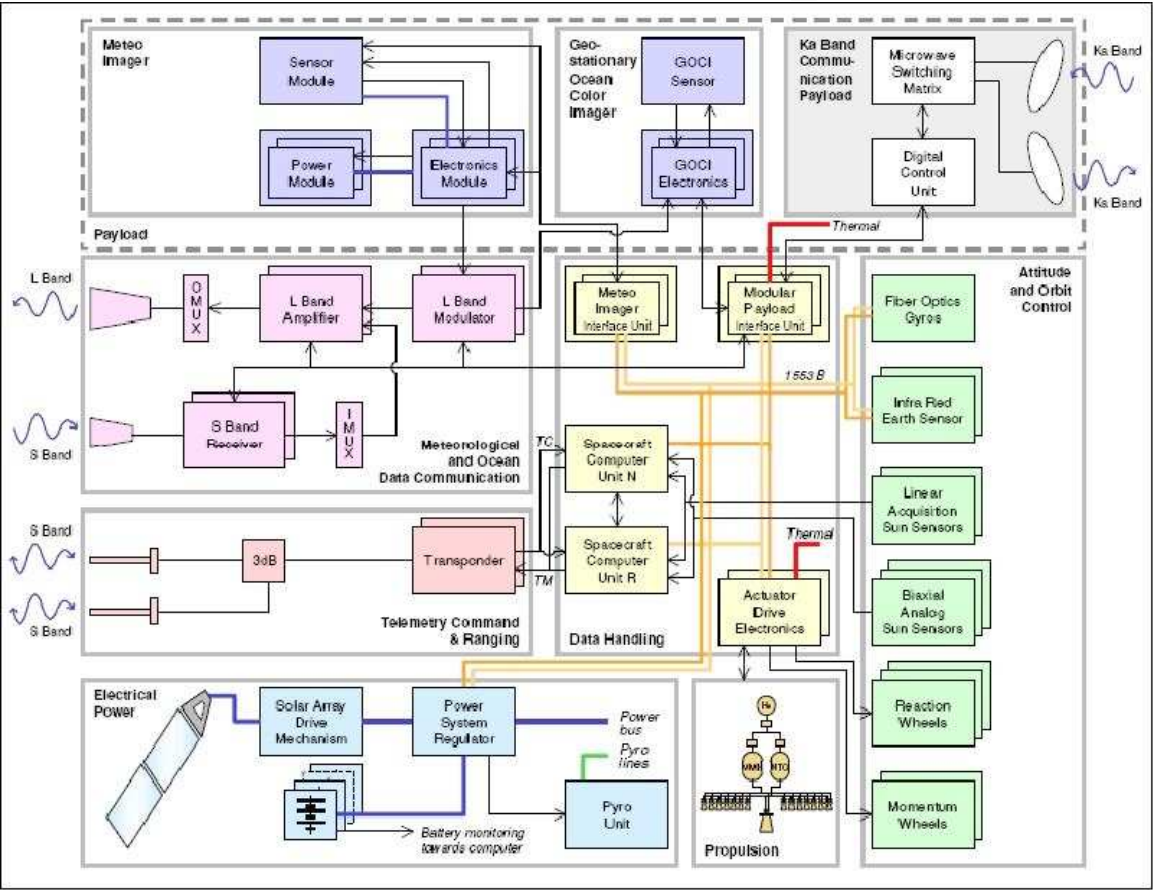 Meteo
Imager
Sensor
Module
Power
Module
Electronics
Module
Geo-
stationary
Ocean
Color
Imager
GOCI
Sensor
GOCI
Electronics
Ka Band
Commu-
nication
Payload
Microwave
Switching
Matrix
Digital
Control
Unit
Ka Band
Ka Band
Payload
Thermal
L Band
OMUX
L Band
Amplifier
L Band
Modulator
S Band
S Band
Receiver
IMUX
Meteorological
and Ocean
Data Communication
Meteo
Imager
Interface Unit
Modular
Payload
Interface Unit
1553 B
TC
Spacecraft
Computer
Unit N
Spacecraft
Computer
Unit R
TM
Thermal
Actuator
Drive
Electronics
Data Handling
Attitude
and Orbit
Control
Fiber Optics
Gyros
Infra Red
Earth Sensor
Linear
Acquisition
Sun Sensors
Biaxial
Analog
Sun Sensors
Reaction
Wheels
Momentum
Wheels
S Band
S Band
3dB
Transponder
Telemetry Command
& Ranging
Electrical
Power
Solar Array
Drive
Mechanism
Power
System
Regulator
Power
bus
Pyro
lines
Pyro
Unit
Battery monitoring
towards computer
He
MMH
NTO
Propulsion